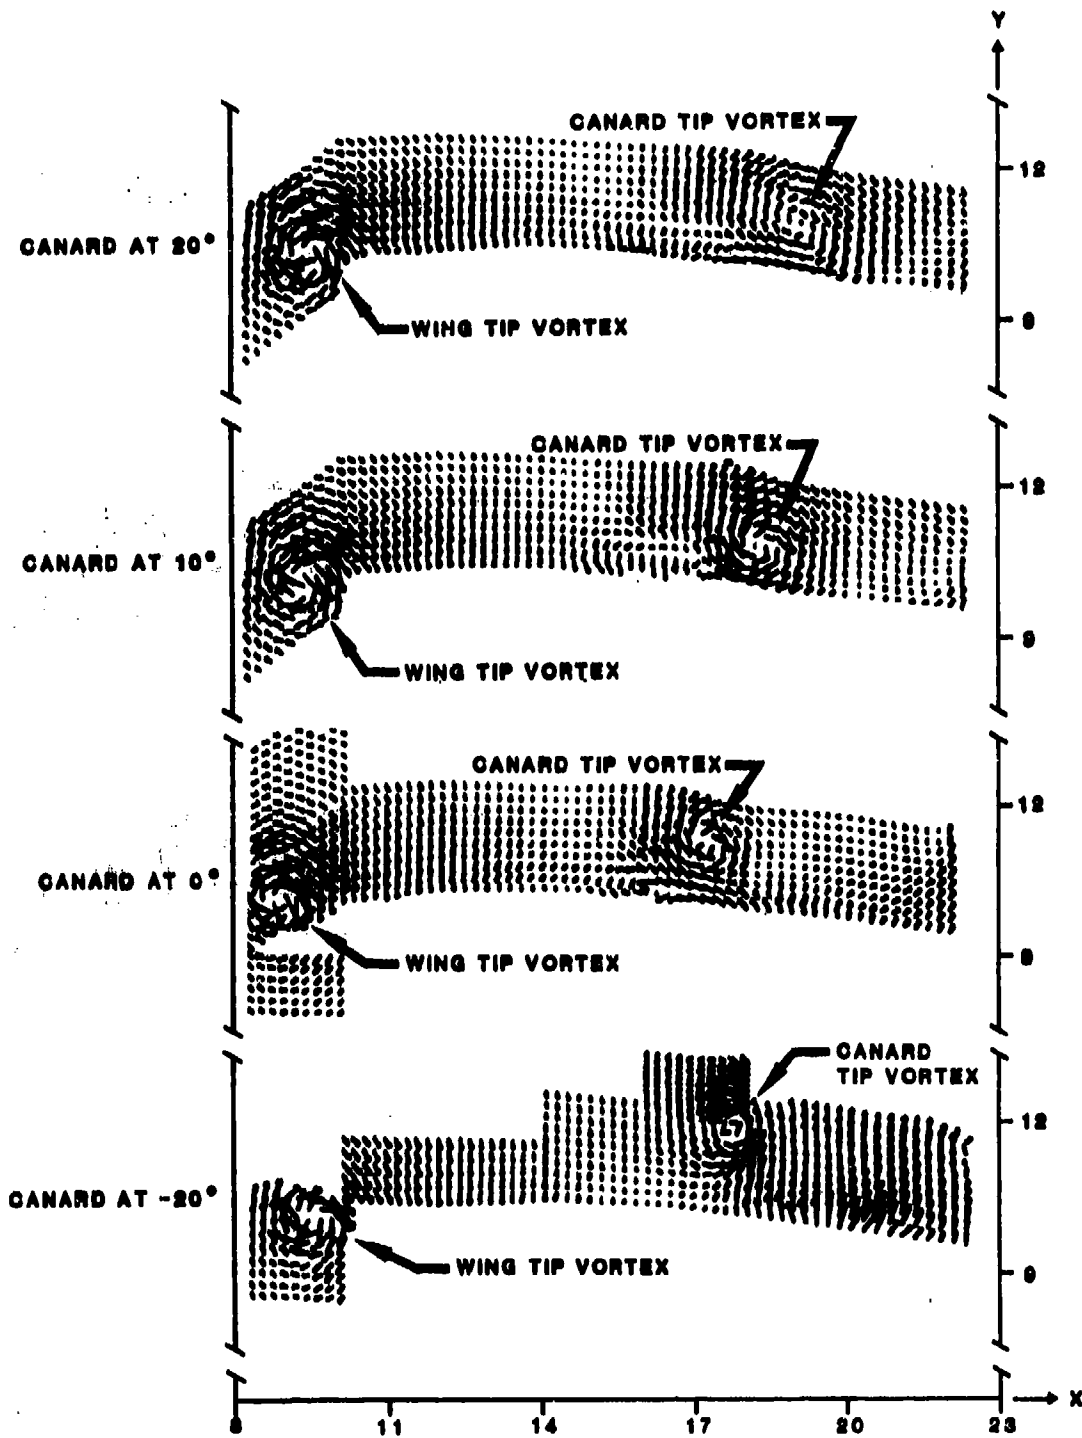 Y
CANARD TIP VORTEX
12
CANARD AT 20°
9
WING TIP VORTEX
CANARD TIP VORTEX
12
CANARD AT 10°
9
WING TIP VORTEX
CANARD TIP VORTEX
12
CANARD AT 0°
9
WING TIP VORTEX
CANARD
TIP VORTEX
12
CANARD AT -20°
9
WING TIP VORTEX
X
8 11 14 17 20 23